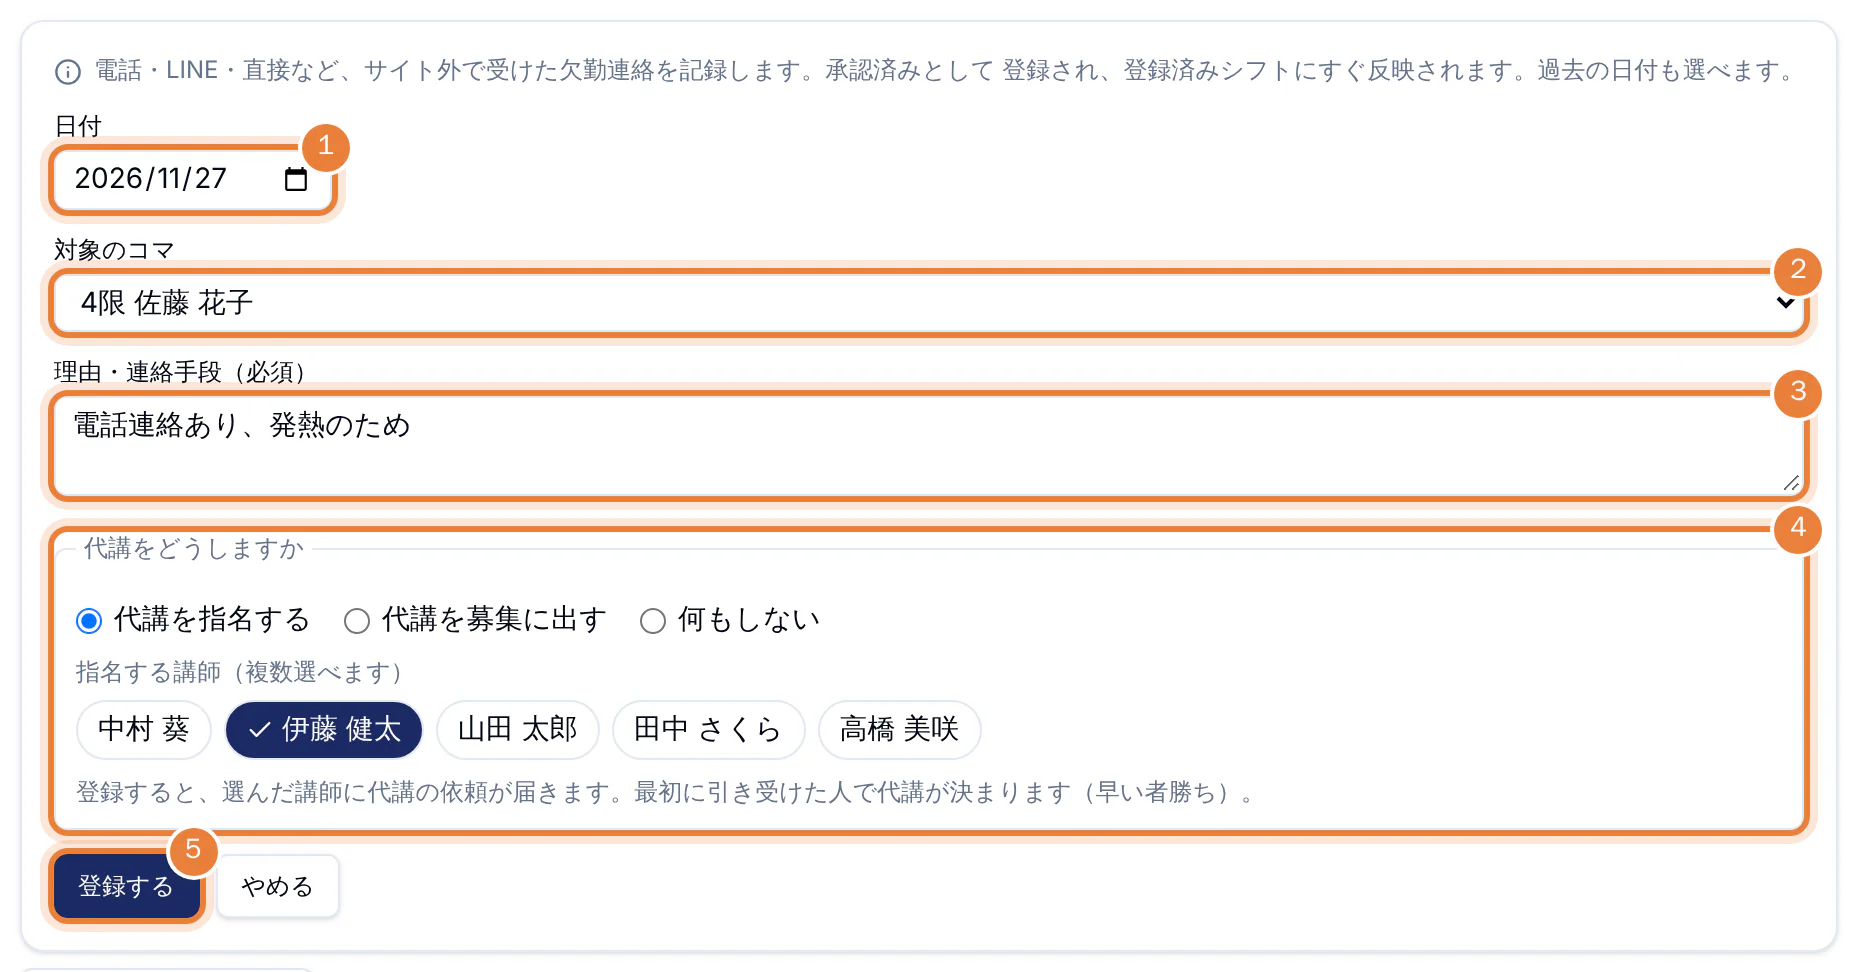 電話・LINE・直接など、サイト外で受けた欠勤連絡を記録します。承認済みとして 登録され、登録済みシフトにすぐ反映されます。過去の日付も選べます。
日付
1
2026/11/27
対象のコマ
2
4限 佐藤 花子
理由・連絡手段（必須）
3
電話連絡あり、発熱のため
4
代講をどうしますか
代講を指名する 代講を募集に出す 何もしない
指名する講師（複数選べます）
中村 葵 伊藤 健太 山田 太郎 田中 さくら 高橋 美咲
登録すると、選んだ講師に代講の依頼が届きます。最初に引き受けた人で代講が決まります（早い者勝ち）。
5
登録する やめる